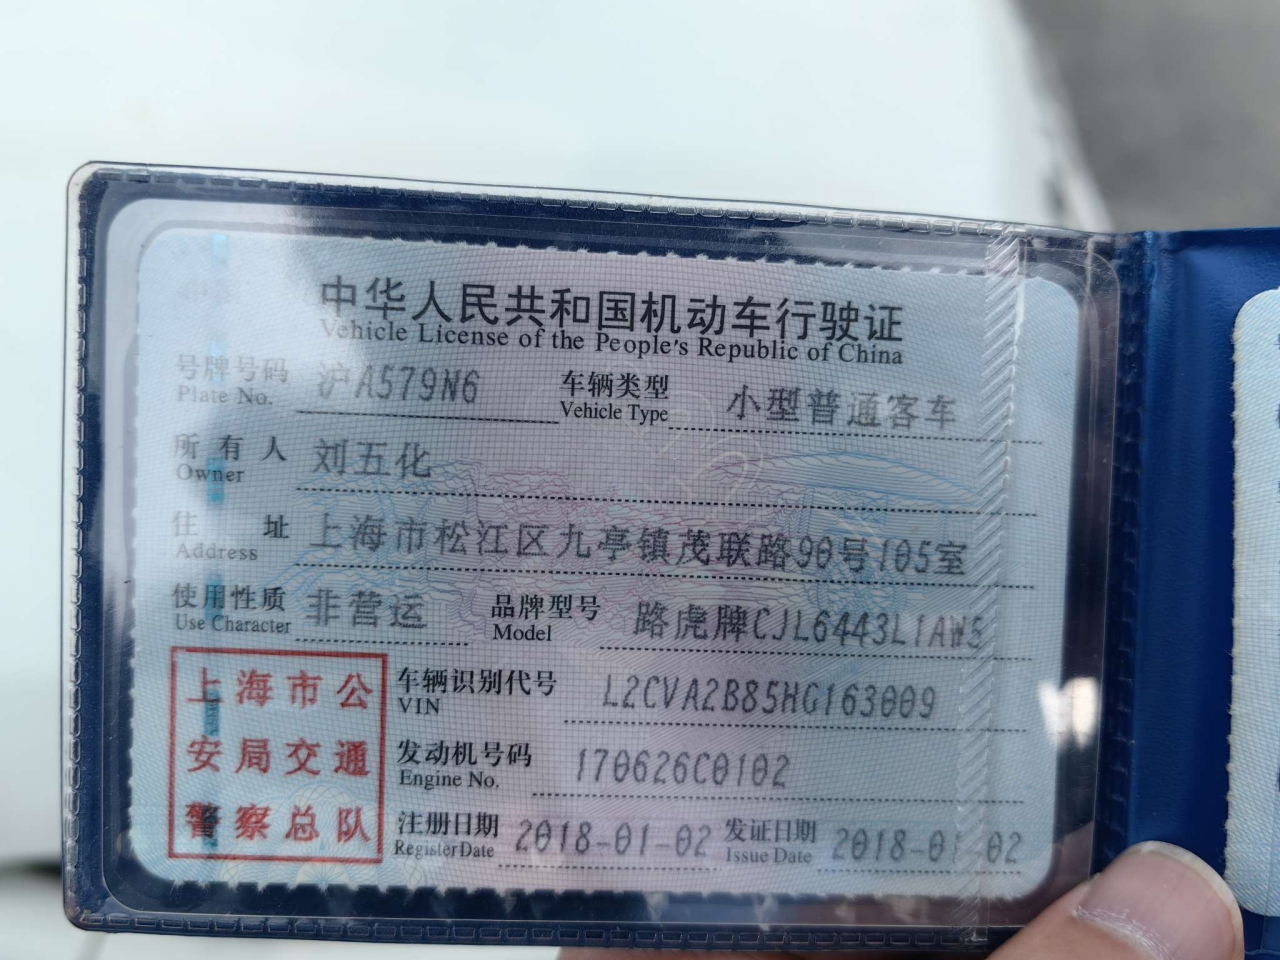 中华人民共和国机动车行驶证
Vehicle License of the People's Republic of China
号牌号码 沪A579N6 车辆类型 小型普通客车
Plate No. Vehicle Type
所有人 刘五化
Owner
住址 上海市松江区九亭镇茂联路90号105室
Address
使用性质 非营运 品牌型号 路虎牌CJL6443L1AW5
Use Character Model
上海市公
安局交通
警察总队
车辆识别代号 L2CVA2B85HG163009
VIN
发动机号码 170626C0102
Engine No.
注册日期 2018-01-02 发证日期 2018-01-02
Register Date Issue Date